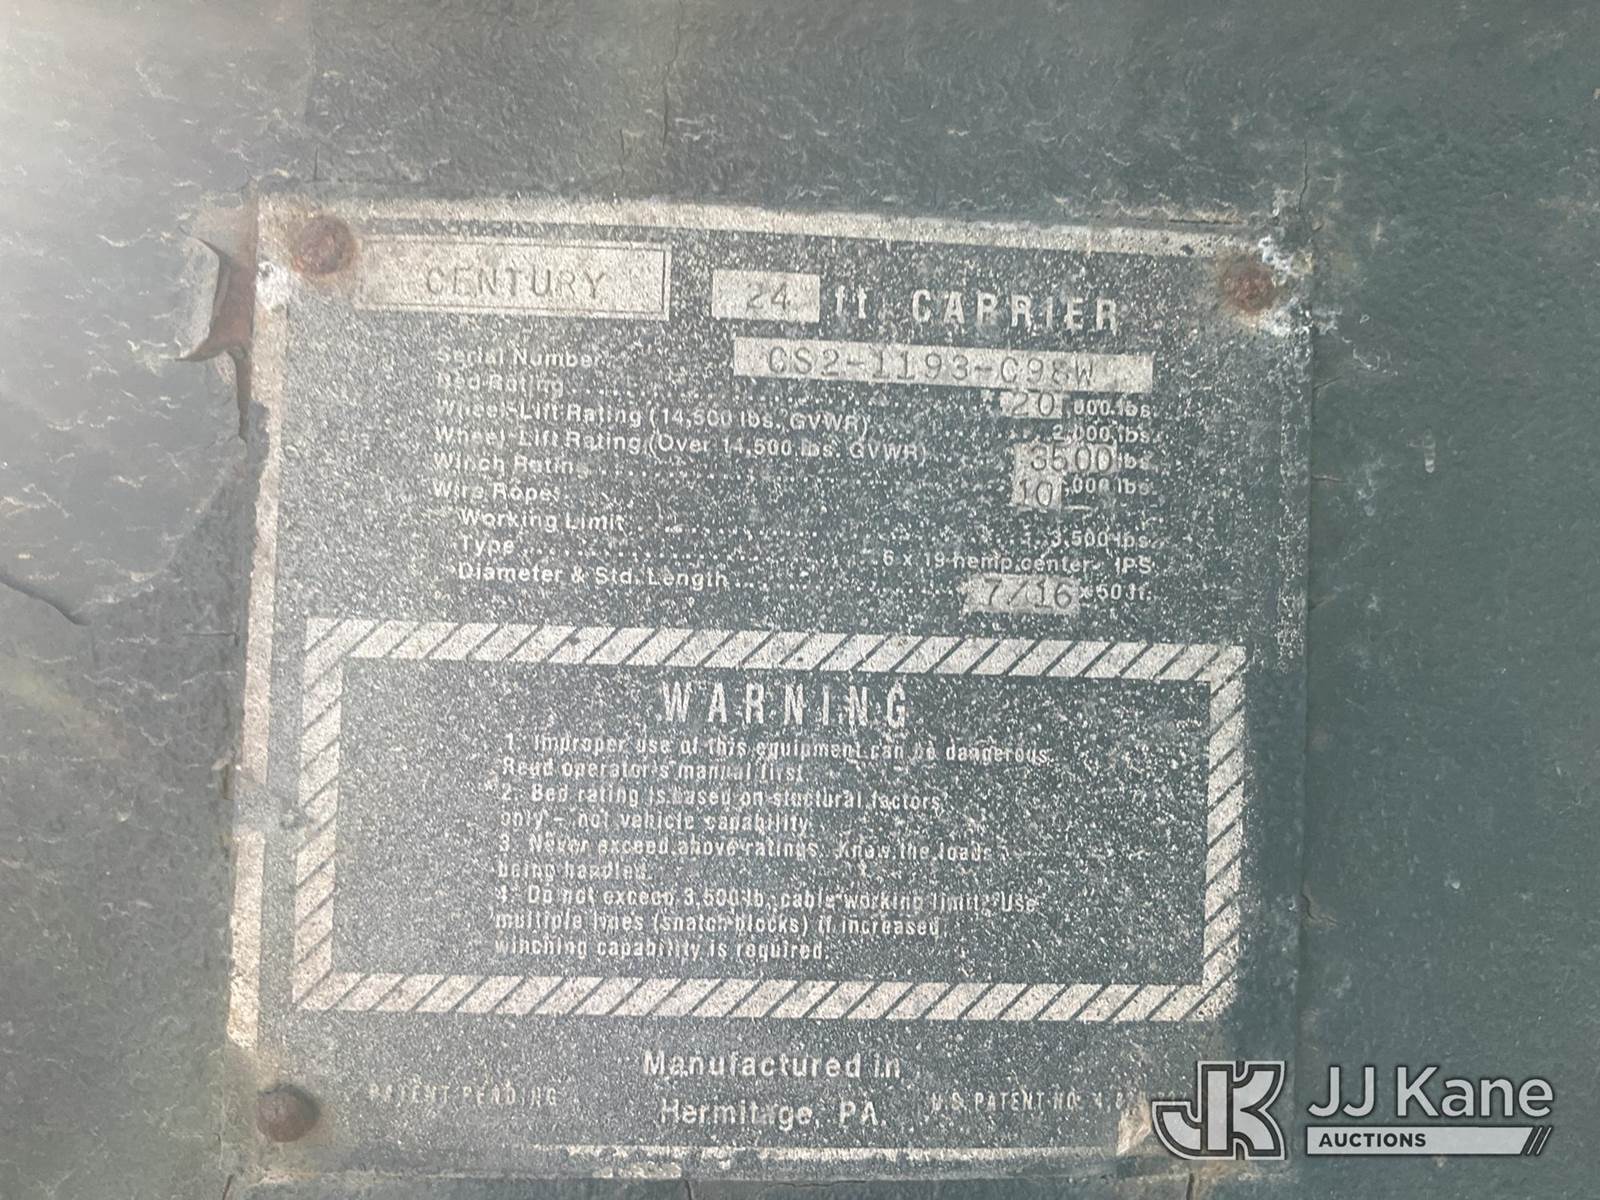 CENTURY 24 ft. CARRIER
Serial Number CS2-1193-C98W
Bed Rating 20,000 lbs.
Wheel-Lift Rating (14,500 lbs. GVWR) 2,000 lbs.
Wheel-Lift Rating (Over 14,500 lbs. GVWR) 3500 lbs.
Winch Rating 10,000 lbs.
Wire Rope:
Working Limit 3,500 lbs.
Type 6 x 19 hemp center IPS
Diameter & Std. Length 7/16 x 50 ft.
WARNING
1. Improper use of this equipment can be dangerous.
Read operator's manual first.
2. Bed rating is based on stuctural factors
only - not vehicle capability.
3. Never exceed above ratings. Know the loads
being handled.
4. Do not exceed 3,500 lb. cable working limit. Use
multiple lines (snatch blocks) if increased
winching capability is required.
Manufactured in
Hermitage, PA.
PATENT PENDING
U.S. PATENT NO.
JK JJ Kane
AUCTIONS